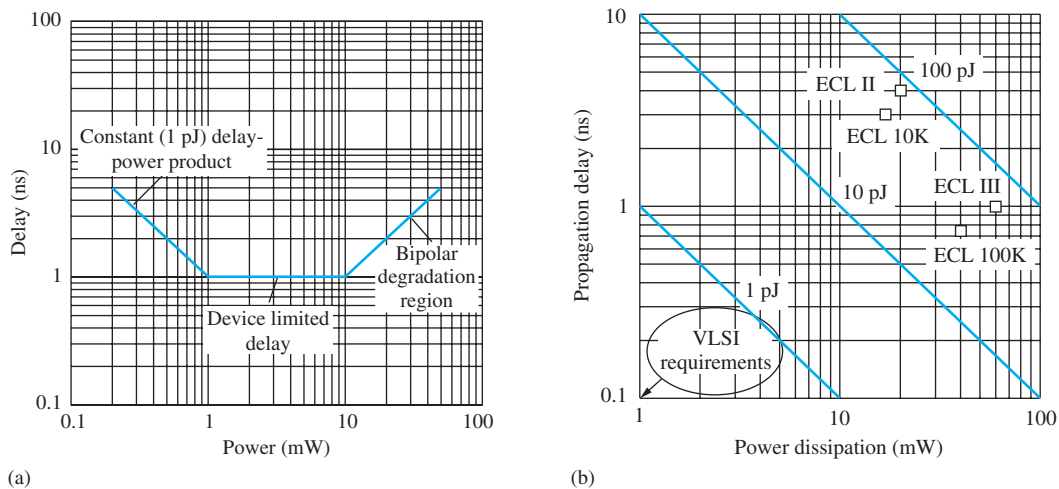 100
10
1
0.1
Delay (ns)
Constant (1 pJ) delay-
power product
Bipolar
degradation
region
Device limited
delay
0.1
1
10
100
Power (mW)
(a)
10
1
0.1
Propagation delay (ns)
100 pJ
ECL II
ECL 10K
ECL III
10 pJ
ECL 100K
1 pJ
VLSI
requirements
1
10
100
Power dissipation (mW)
(b)